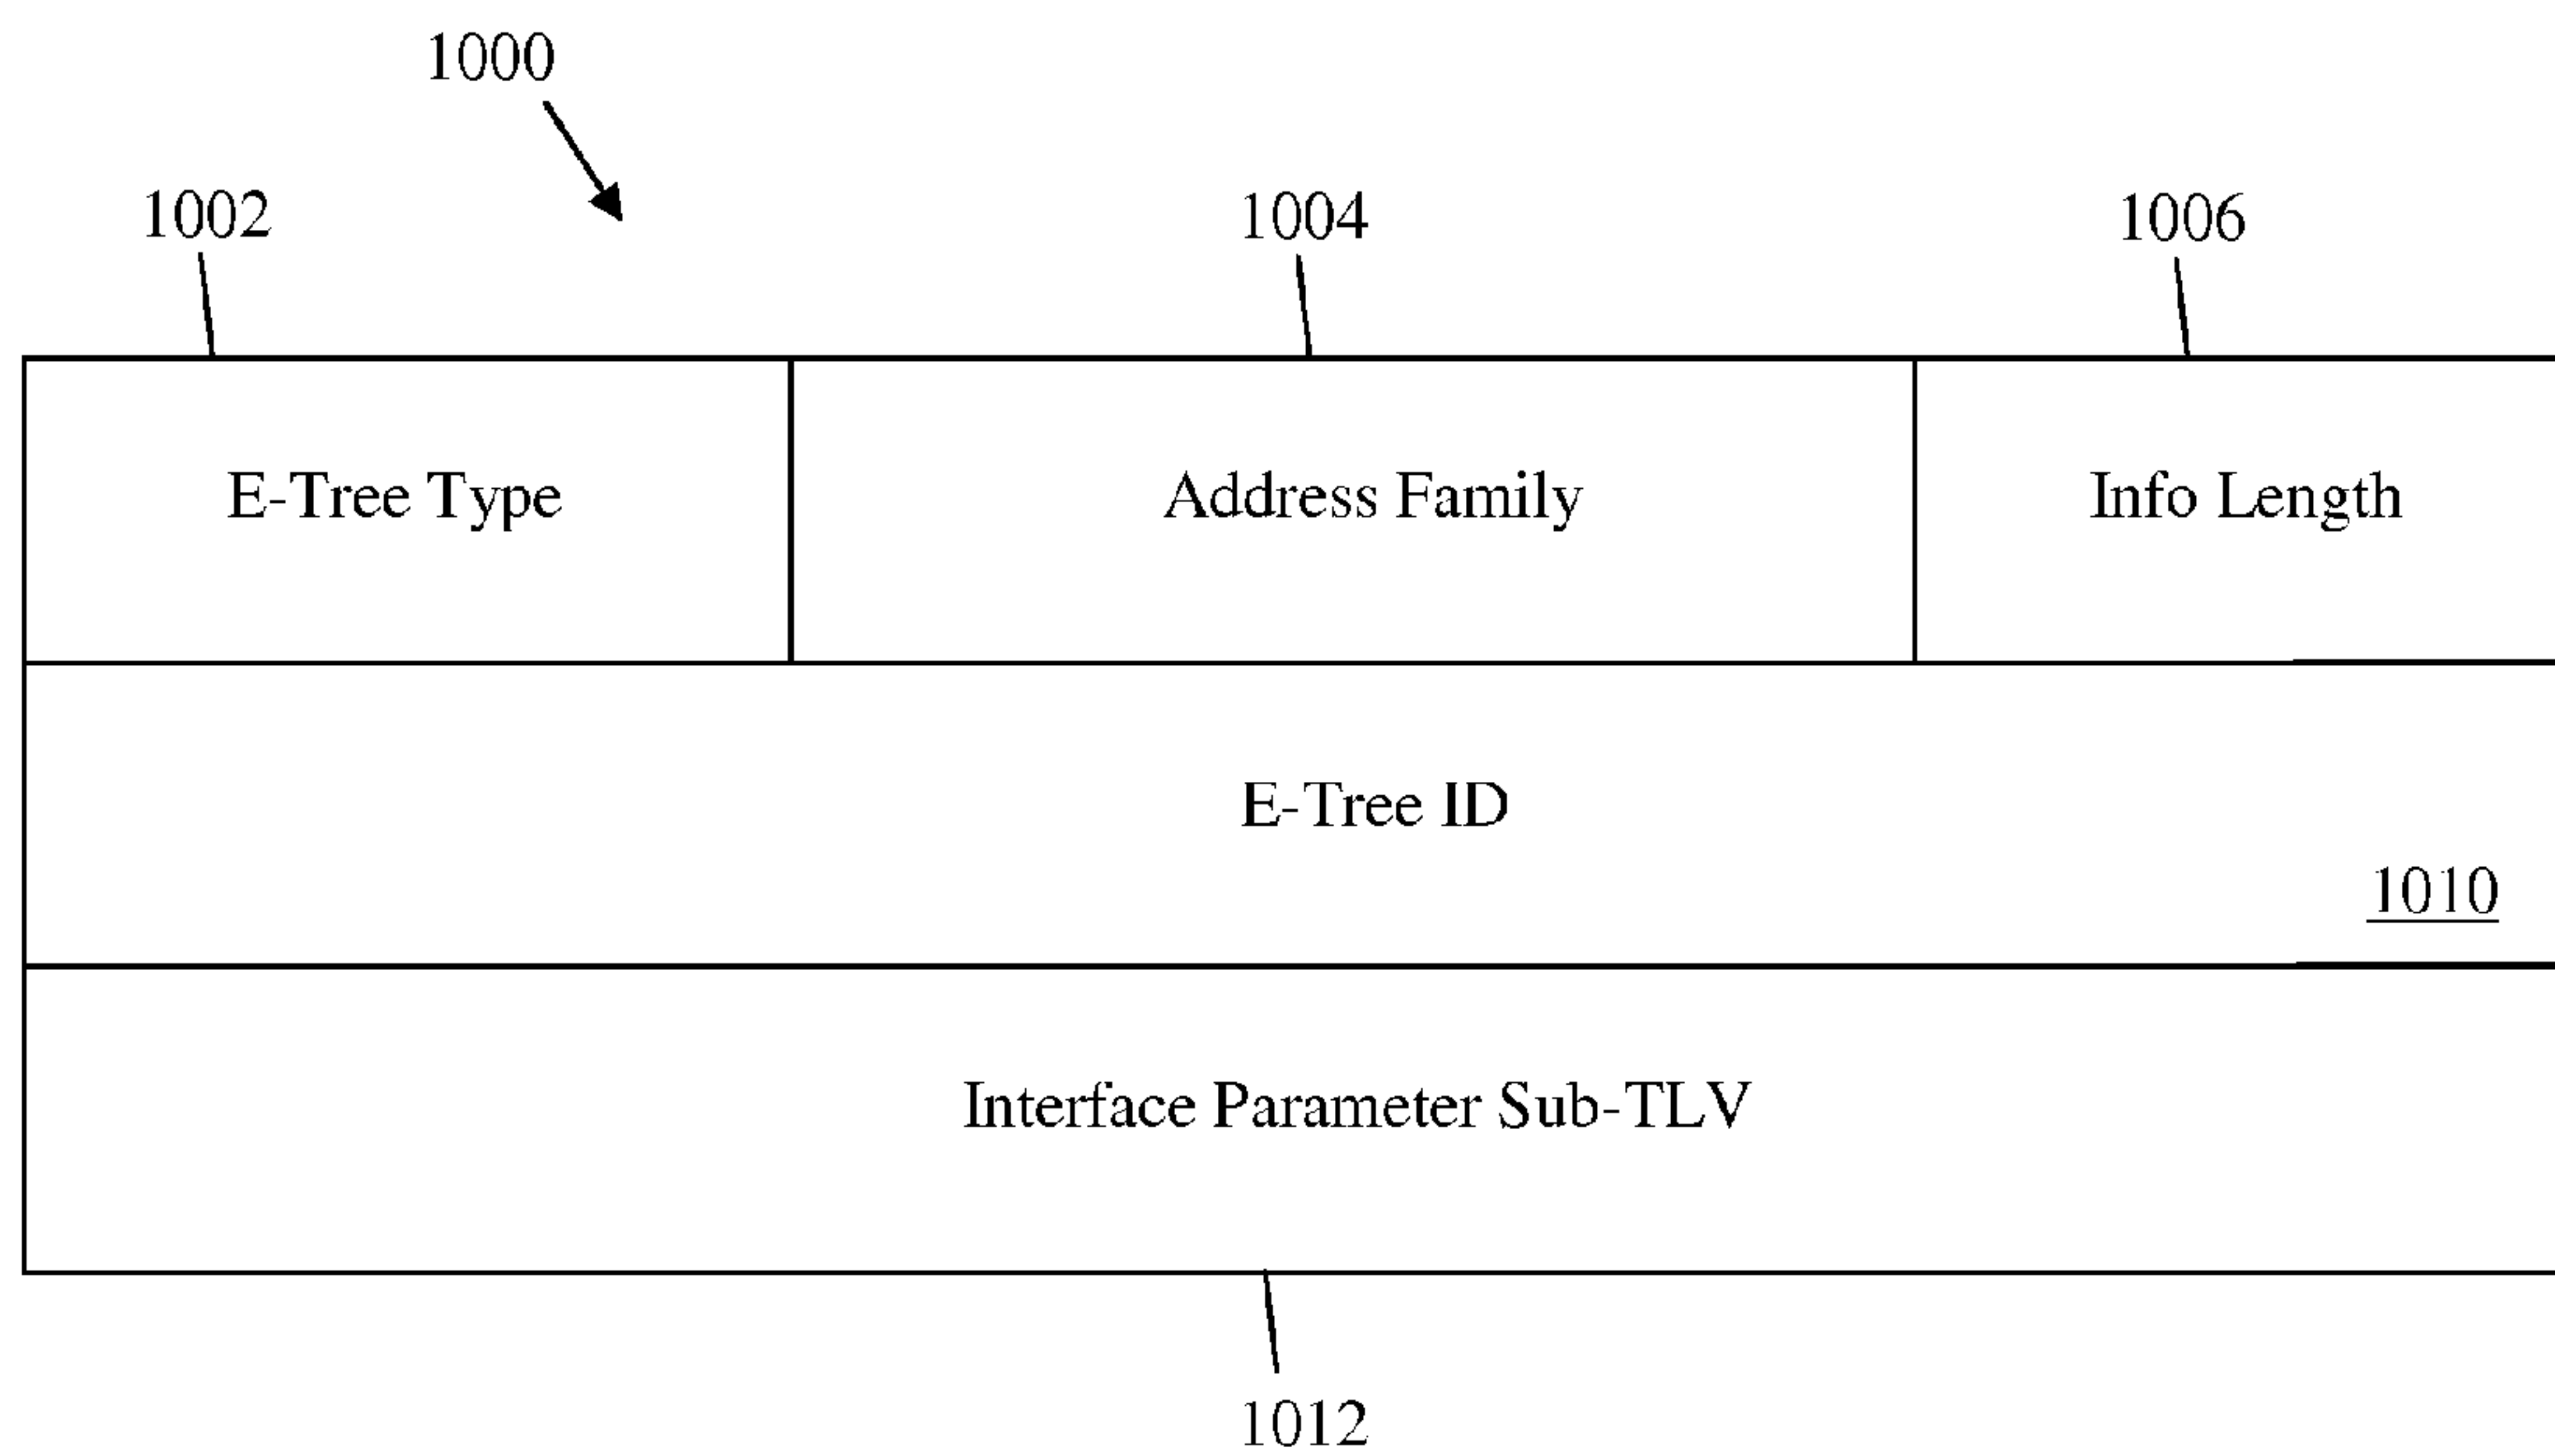 1000
1002
1004
1006
E-Tree Type
Address Family
Info Length
E-Tree ID
1010
Interface Parameter Sub-TLV
1012